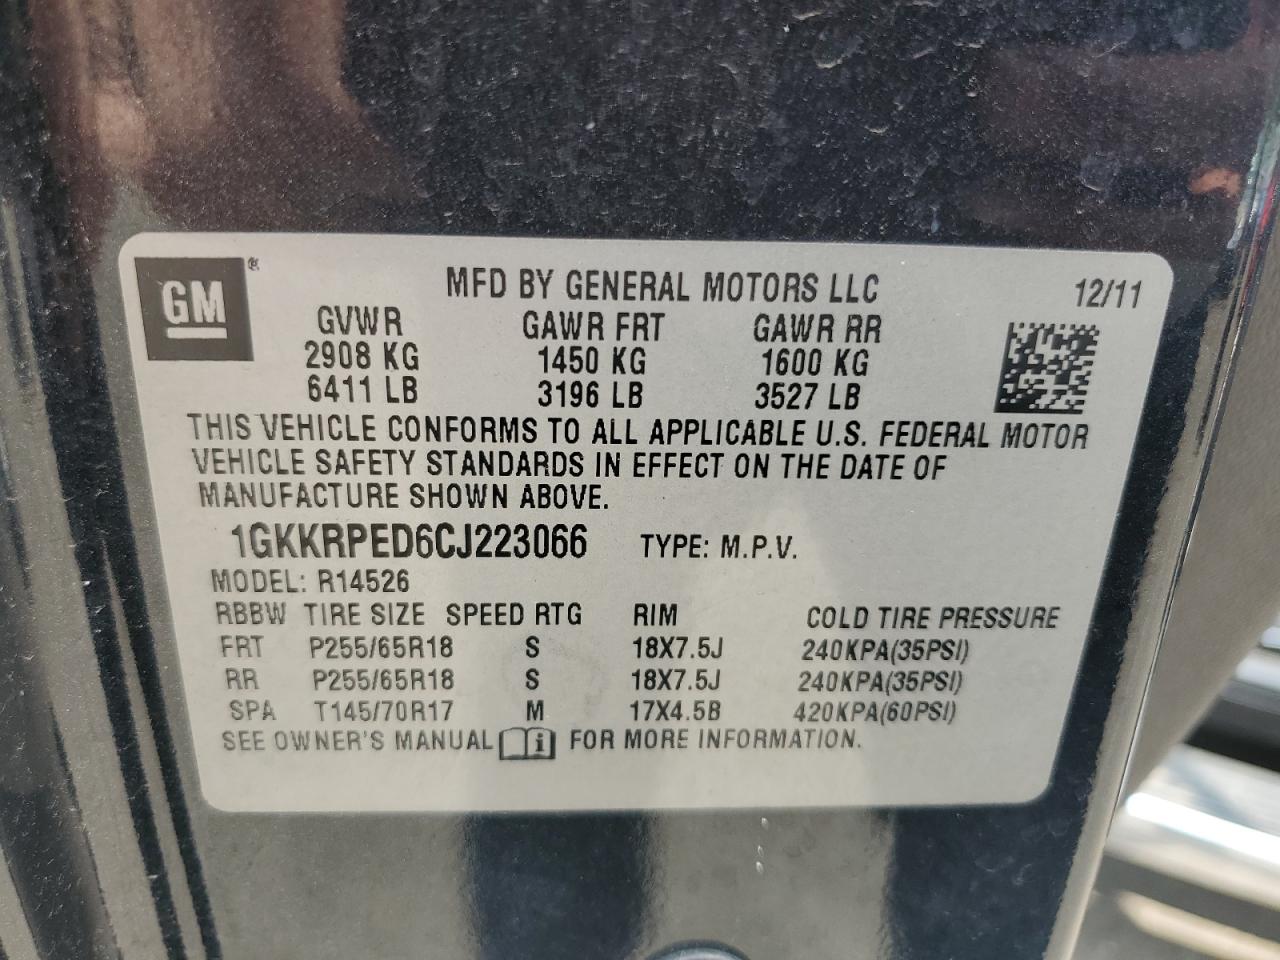 GM®
MFD BY GENERAL MOTORS LLC 12/11
GVWR GAWR FRT GAWR RR
2908 KG 1450 KG 1600 KG
6411 LB 3196 LB 3527 LB
THIS VEHICLE CONFORMS TO ALL APPLICABLE U.S. FEDERAL MOTOR
VEHICLE SAFETY STANDARDS IN EFFECT ON THE DATE OF
MANUFACTURE SHOWN ABOVE.
1GKKRPED6CJ223066 TYPE: M.P.V.
MODEL: R14526
RBBW TIRE SIZE SPEED RTG RIM COLD TIRE PRESSURE
FRT P255/65R18 S 18X7.5J 240KPA(35PSI)
RR P255/65R18 S 18X7.5J 240KPA(35PSI)
SPA T145/70R17 M 17X4.5B 420KPA(60PSI)
SEE OWNER'S MANUAL i FOR MORE INFORMATION.